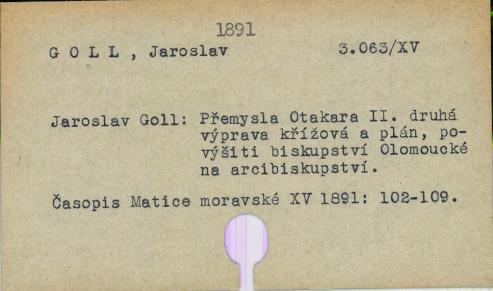 1891
G O L L , Jaroslav 3.063/XV
Jaroslav Goll: Přemysla Otakara II. druhá
výprava křížová a plán, po-
výšiti biskupství Olomoucké
na arcibiskupství.
Časopis Matice moravské XV 1891: 102-109.